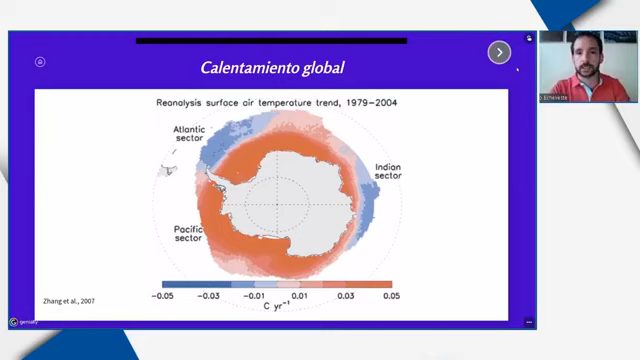 Calentamiento global
Reanalysis surface air temperature trend, 1979-2004
Atlantic
sector
Indian
sector
Pacific
sector
-0.05 -0.03 -0.01 0.01 0.03 0.05
C yr⁻¹
Zhang et al., 2007
genially
Echeverria